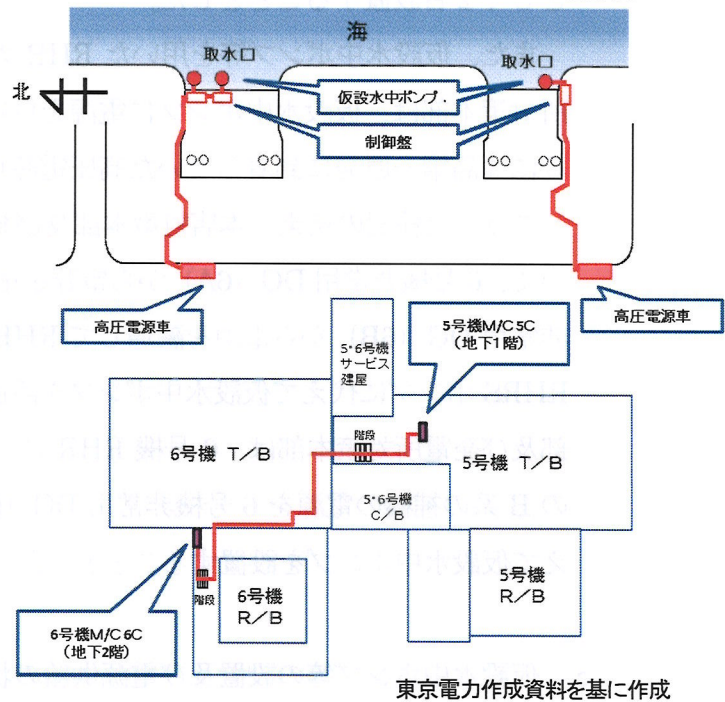 海
取水口
取水口
北
仮設水中ポンプ.
制御盤
高圧電源車
高圧電源車
5号機M/C5C
(地下1階)
5・6号機
サービス
建屋
6号機 T/B
階段
5号機 T/B
5・6号機
C/B
階段
6号機
R/B
5号機
R/B
6号機M/C6C
(地下2階)
東京電力作成資料を基に作成